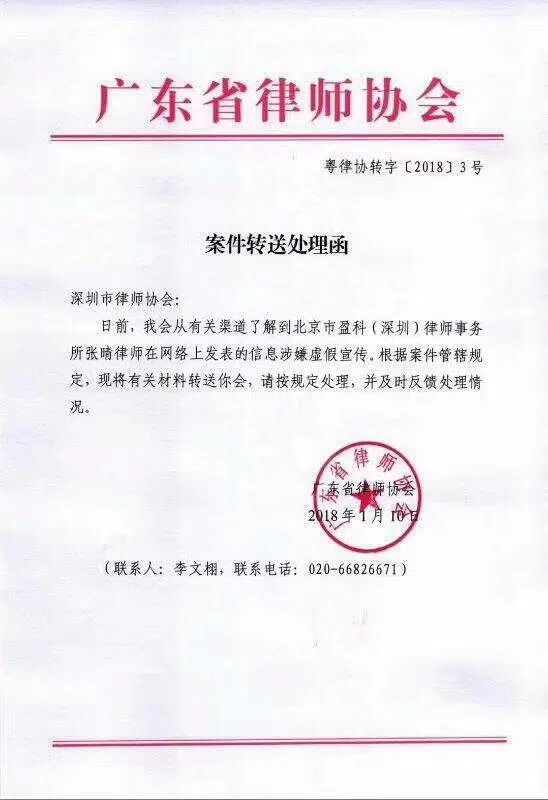 广东省律师协会
粤律协转字〔2018〕3号
案件转送处理函
深圳市律师协会：
日前，我会从有关渠道了解到北京市盈科（深圳）律师事务
所张晴律师在网络上发表的信息涉嫌虚假宣传。根据案件管辖规
定，现将有关材料转送你会，请按规定处理，并及时反馈处理情
况。
广东省律师协会
广东省律师协会
2018年1月10日
（联系人：李文栩，联系电话：020-66826671）